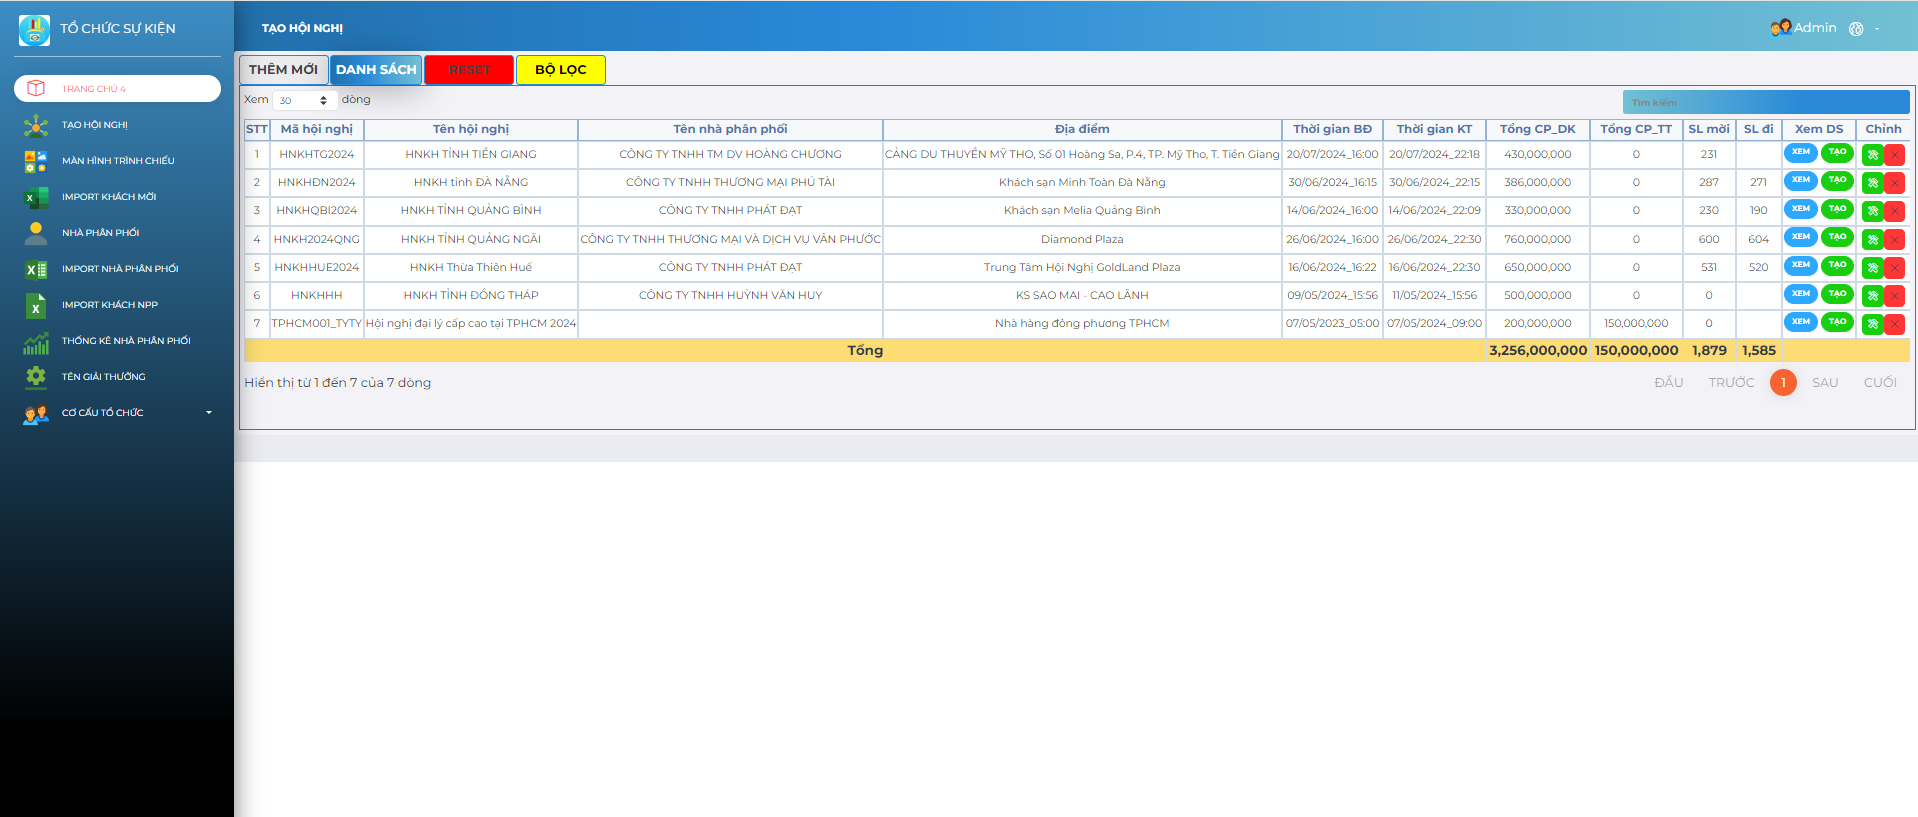 TỔ CHỨC SỰ KIỆN
TRANG CHỦ 4
TẠO HỘI NGHỊ
MÀN HÌNH TRÌNH CHIẾU
IMPORT KHÁCH MỜI
NHÀ PHÂN PHỐI
IMPORT NHÀ PHÂN PHỐI
IMPORT KHÁCH NPP
THỐNG KÊ NHÀ PHÂN PHỐI
TÊN GIẢI THƯỞNG
CƠ CẤU TỔ CHỨC
TẠO HỘI NGHỊ
Admin
THÊM MỚI DANH SÁCH RESET BỘ LỌC
Xem 30 dòng
Tìm kiếm
STT Mã hội nghị Tên hội nghị Tên nhà phân phối Địa điểm Thời gian BĐ Thời gian KT Tổng CP_DK Tổng CP_TT SL mời SL đi Xem DS Chỉnh
1 HNKHTG2024 HNKH TỈNH TIỀN GIANG CÔNG TY TNHH TM DV HOÀNG CHƯƠNG CẢNG DU THUYỀN MỸ THO, Số 01 Hoàng Sa, P.4, TP. Mỹ Tho, T. Tiền Giang 20/07/2024_16:00 20/07/2024_22:18 430,000,000 0 231 XEM TẠO
2 HNKHĐN2024 HNKH tỉnh ĐÀ NẴNG CÔNG TY TNHH THƯƠNG MẠI PHÚ TÀI Khách sạn Minh Toàn Đà Nẵng 30/06/2024_16:15 30/06/2024_22:15 386,000,000 0 287 271 XEM TẠO
3 HNKHQBI2024 HNKH TỈNH QUẢNG BÌNH CÔNG TY TNHH PHÁT ĐẠT Khách sạn Melia Quảng Bình 14/06/2024_16:00 14/06/2024_22:09 330,000,000 0 230 190 XEM TẠO
4 HNKH2024QNG HNKH TỈNH QUẢNG NGÃI CÔNG TY TNHH THƯƠNG MẠI VÀ DỊCH VỤ VÂN PHƯỚC Diamond Plaza 26/06/2024_16:00 26/06/2024_22:30 760,000,000 0 600 604 XEM TẠO
5 HNKHHUE2024 HNKH Thừa Thiên Huế CÔNG TY TNHH PHÁT ĐẠT Trung Tâm Hội Nghị GoldLand Plaza 16/06/2024_16:22 16/06/2024_22:30 650,000,000 0 531 520 XEM TẠO
6 HNKHHH HNKH TỈNH ĐỒNG THÁP CÔNG TY TNHH HUỲNH VĂN HUY KS SAO MAI - CAO LÃNH 09/05/2024_15:56 11/05/2024_15:56 500,000,000 0 0 XEM TẠO
7 TPHCM001_TYTY Hội nghị đại lý cấp cao tại TPHCM 2024 Nhà hàng đông phương TPHCM 07/05/2023_05:00 07/05/2024_09:00 200,000,000 150,000,000 0 XEM TẠO
Tổng 3,256,000,000 150,000,000 1,879 1,585
Hiển thị từ 1 đến 7 của 7 dòng
ĐẦU TRƯỚC 1 SAU CUỐI